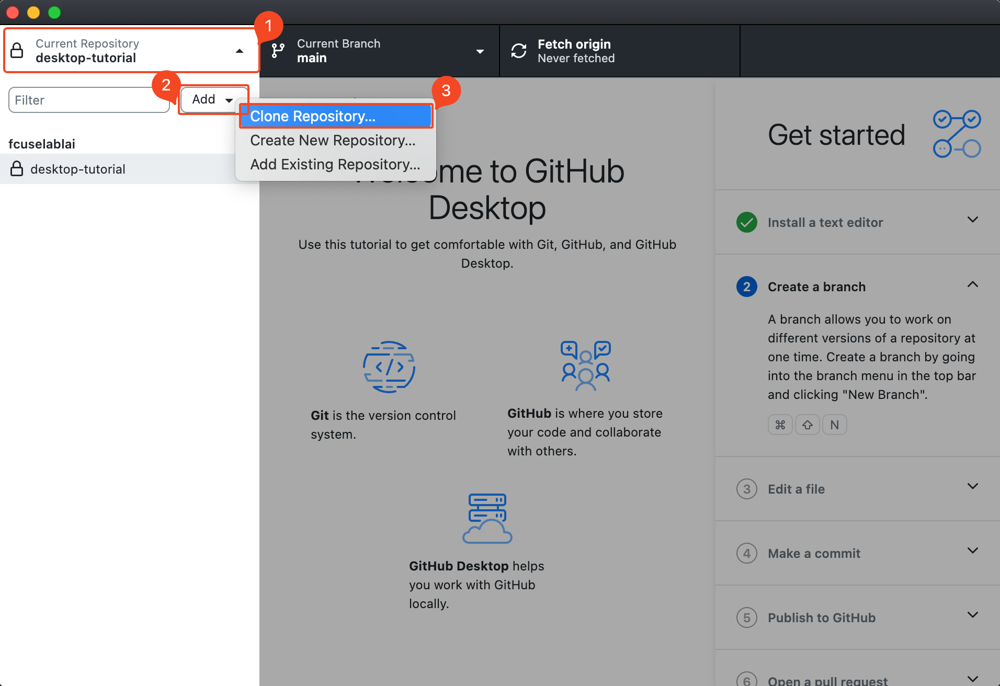 Current Repository
desktop-tutorial
1
Current Branch
main
Fetch origin
Never fetched
Filter
2
Add
3
Clone Repository...
Create New Repository...
Add Existing Repository...
fcuselablai
desktop-tutorial
to GitHub
Desktop
Use this tutorial to get comfortable with Git, GitHub, and GitHub
Desktop.
Git is the version control
system.
GitHub is where you store
your code and collaborate
with others.
GitHub Desktop helps
you work with GitHub
locally.
Get started
Install a text editor
2
Create a branch
A branch allows you to work on
different versions of a repository at
one time. Create a branch by going
into the branch menu in the top bar
and clicking "New Branch".
⌘ ⇧ N
3
Edit a file
4
Make a commit
5
Publish to GitHub
6
Open a pull request